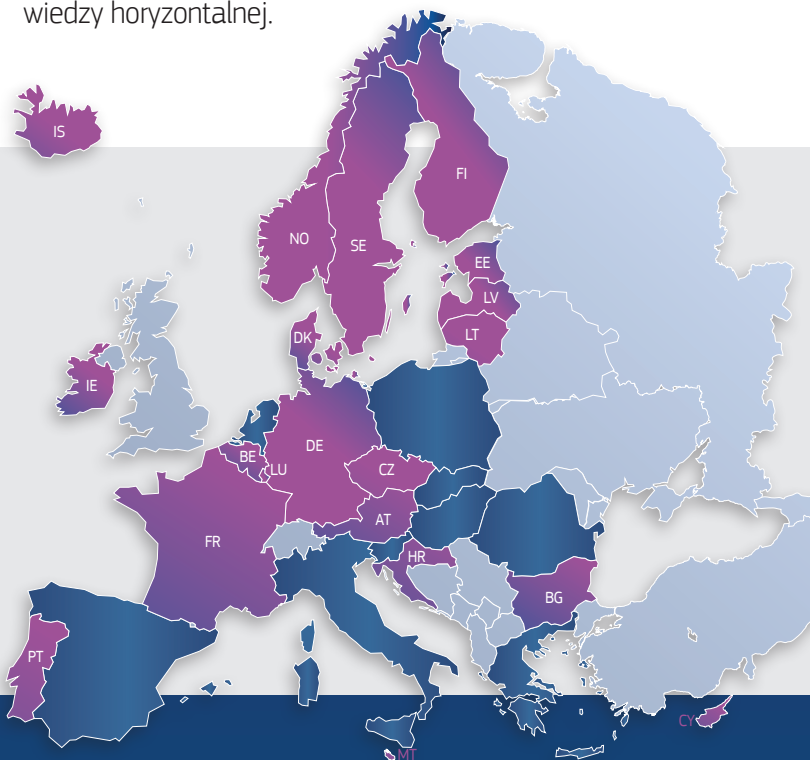 wiedzy horyzontalnej.
IS
FI
NO
SE
EE
LV
DK
LT
IE
DE
BE
LU
CZ
AT
FR
HR
BG
PT
CY
MT